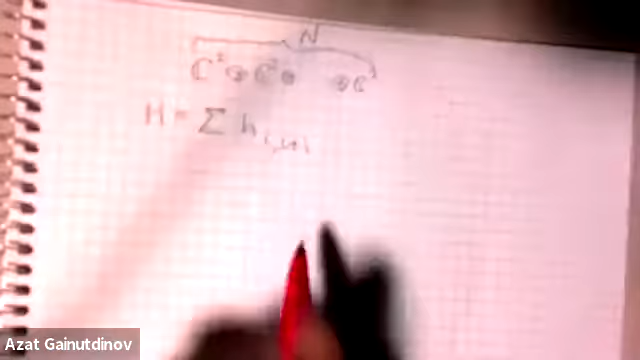 N
ℂ² ⊗ ℂ² ⊗ ⊗ ℂ²
H = Σ h_{i,i+1}
Azat Gainutdinov